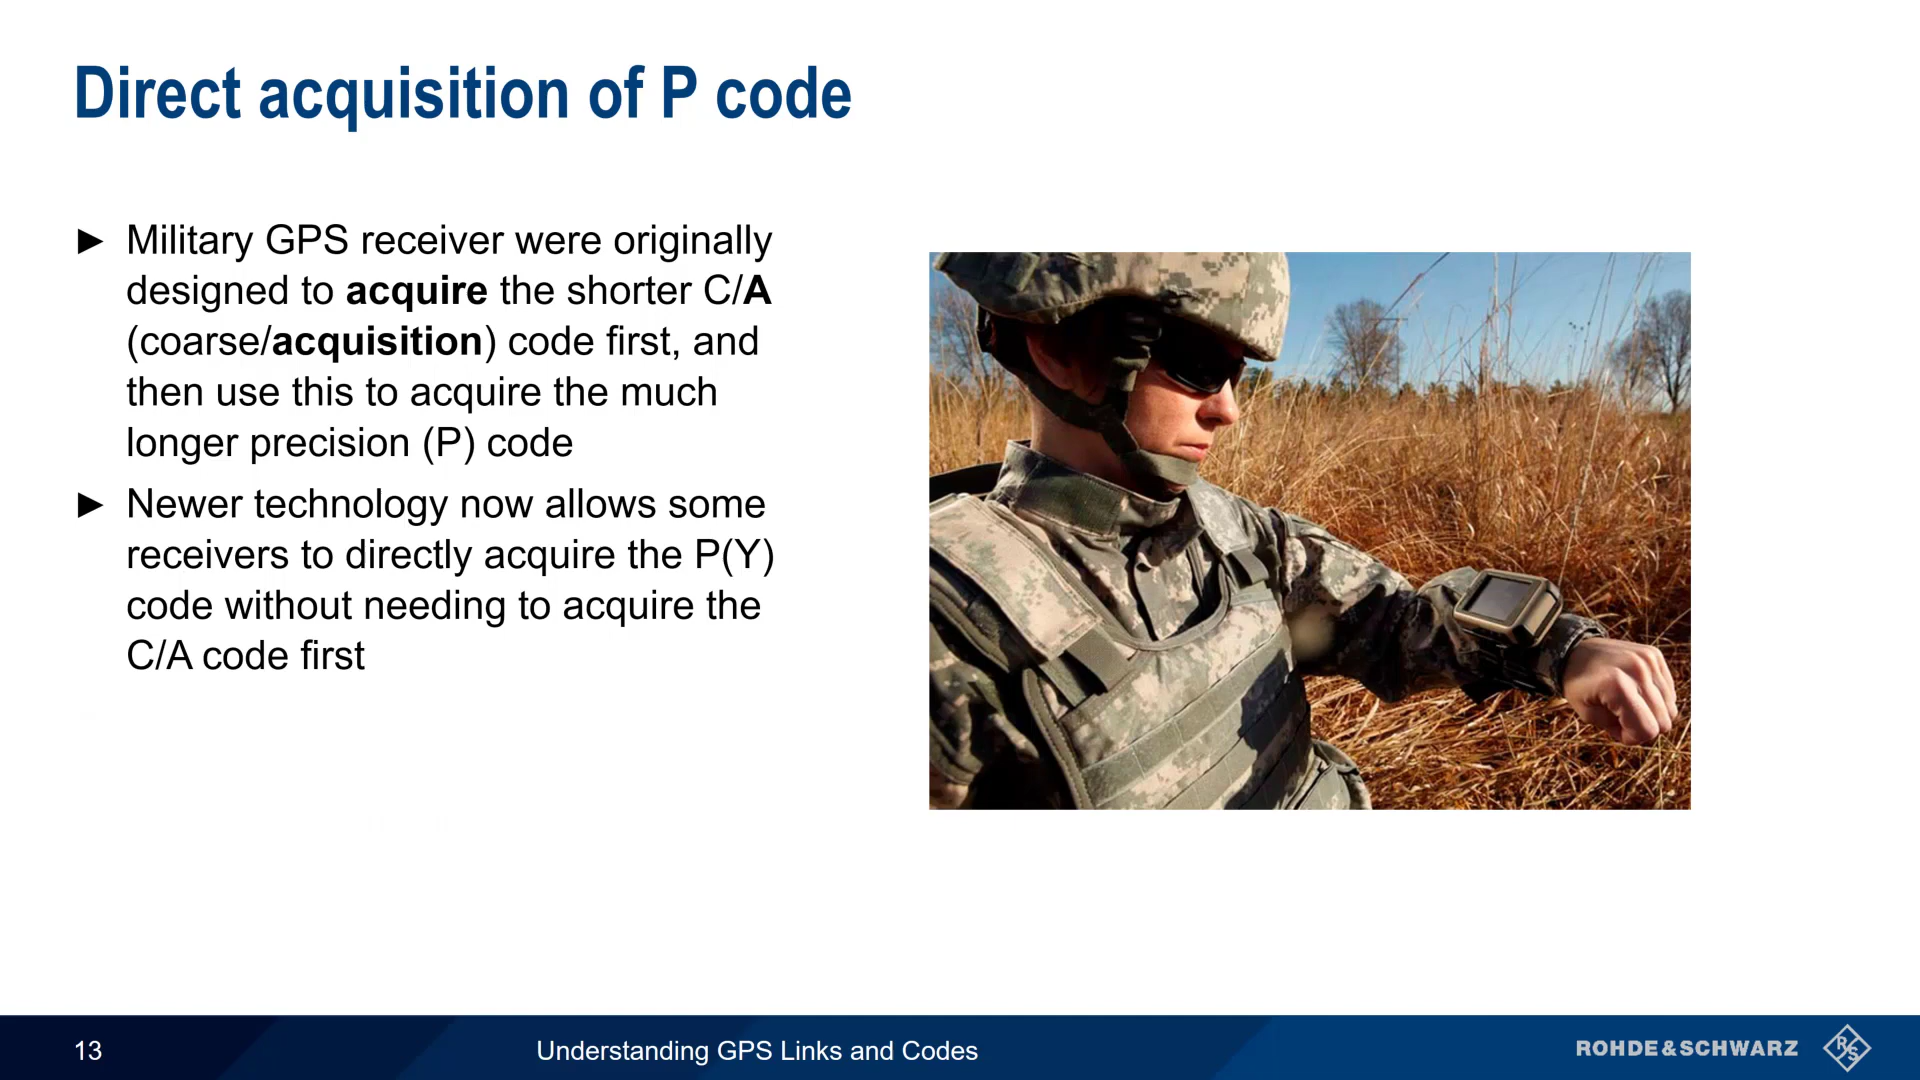 Direct acquisition of P code
► Military GPS receiver were originally
designed to acquire the shorter C/A
(coarse/acquisition) code first, and
then use this to acquire the much
longer precision (P) code
► Newer technology now allows some
receivers to directly acquire the P(Y)
code without needing to acquire the
C/A code first
13
Understanding GPS Links and Codes
ROHDE&SCHWARZ
R&S